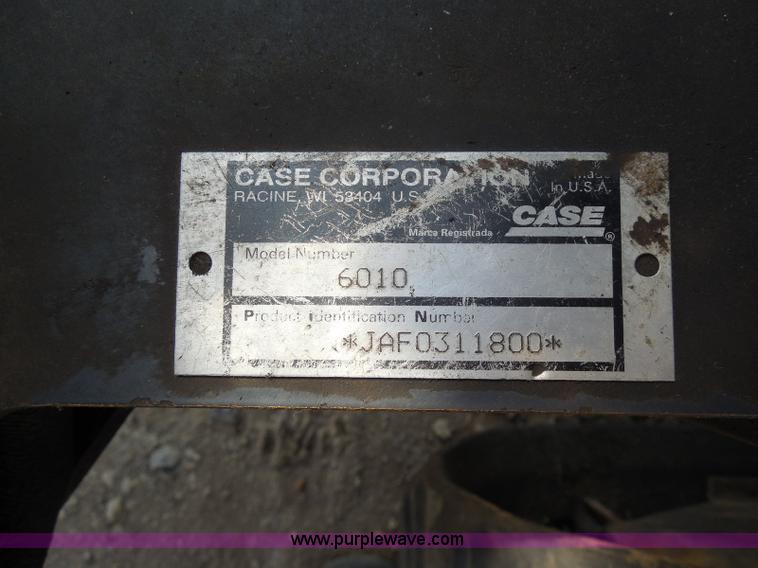 CASE CORPORATION
RACINE, WI 53404 U.S.
Made
In U.S.A.
CASE
Marca Registrada
®
Model Number
6010
Product Identification Number
*JAF0311800*
www.purplewave.com